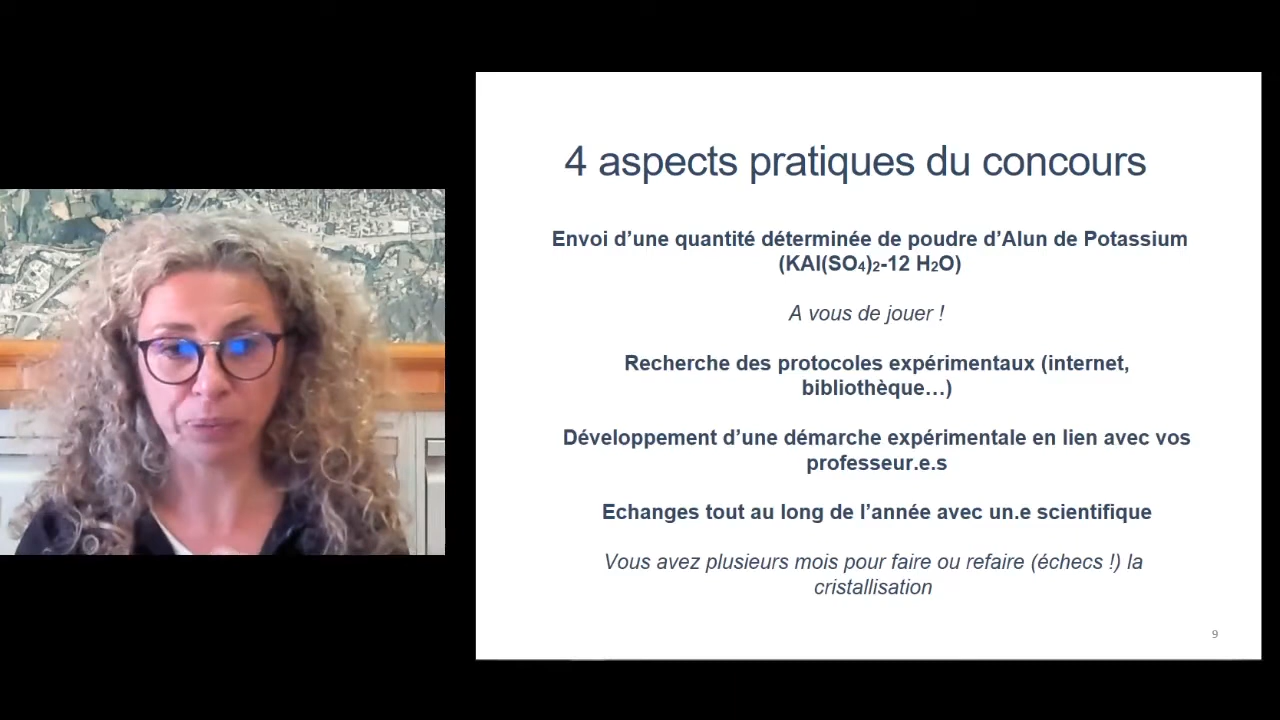 4 aspects pratiques du concours
Envoi d’une quantité déterminée de poudre d’Alun de Potassium
(KAl(SO₄)₂-12 H₂O)
A vous de jouer !
Recherche des protocoles expérimentaux (internet,
bibliothèque…)
Développement d’une démarche expérimentale en lien avec vos
professeur.e.s
Echanges tout au long de l’année avec un.e scientifique
Vous avez plusieurs mois pour faire ou refaire (échecs !) la
cristallisation
9